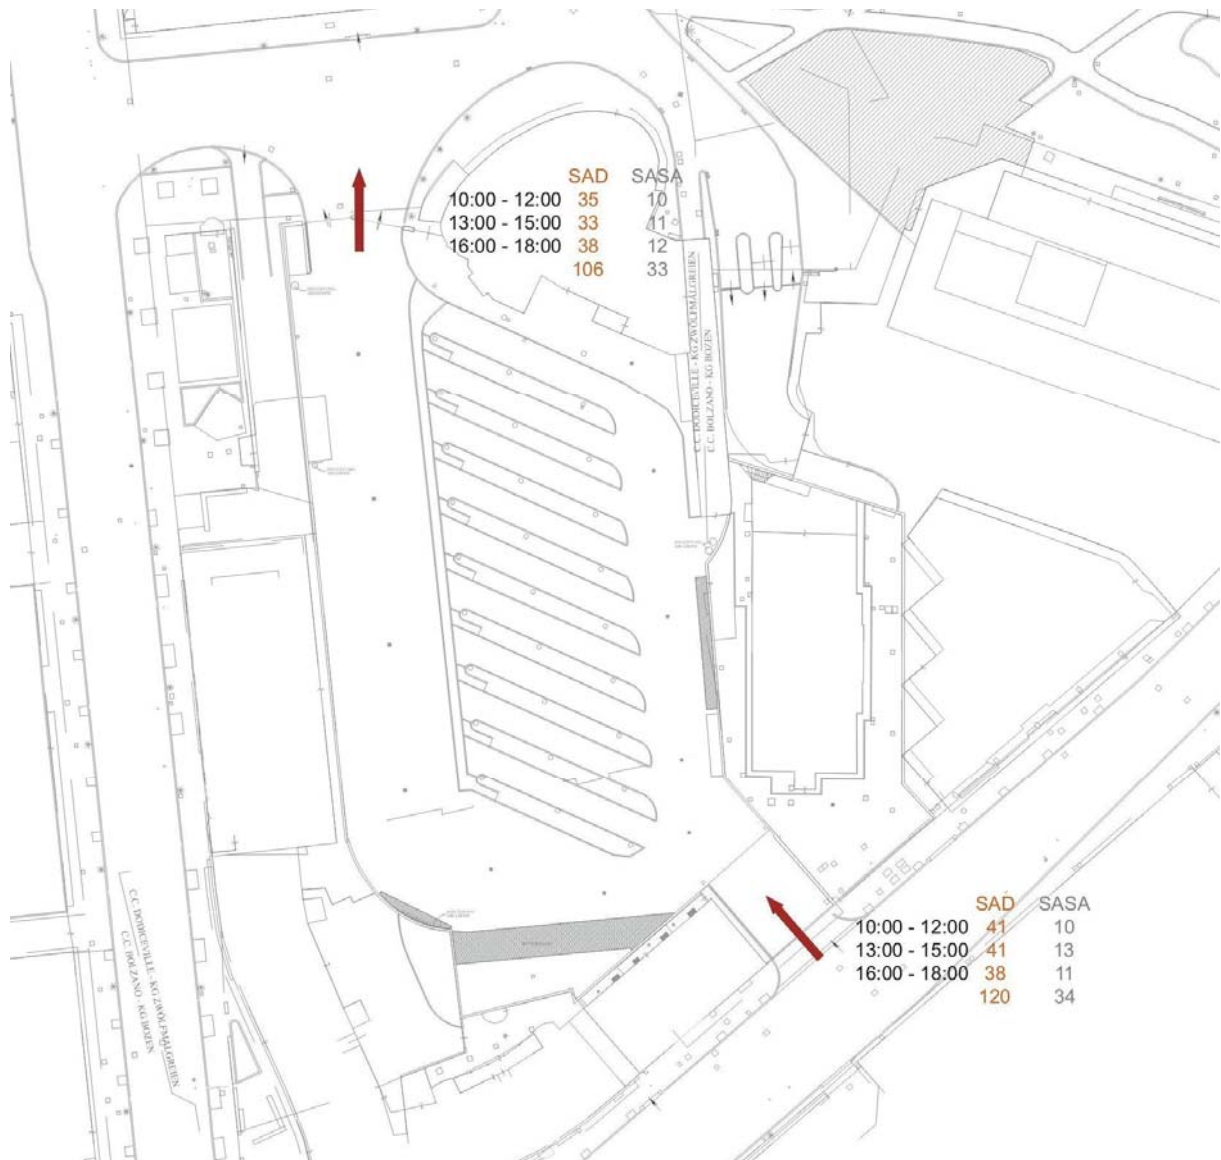 SAD SASA
10:00 - 12:00 35 10
13:00 - 15:00 33 11
16:00 - 18:00 38 12
106 33
C.C. DODICEVILLE - KG ZWÖLFMALGREIEN
C.C. BOLZANO - KG BOZEN
C.C. DODICEVILLE - KG ZWÖLFMALGREIEN
C.C. BOLZANO - KG BOZEN
SAD SASA
10:00 - 12:00 41 10
13:00 - 15:00 41 13
16:00 - 18:00 38 11
120 34